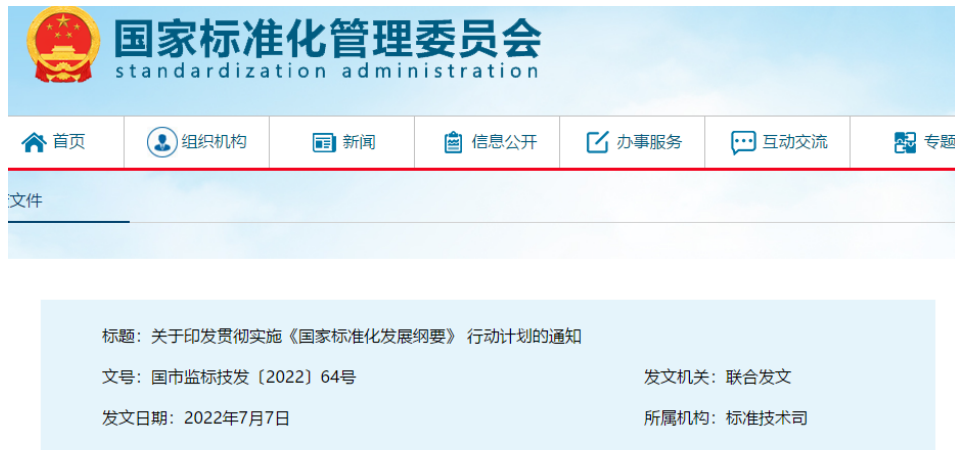 国家标准化管理委员会
standardization administration
首页 组织机构 新闻 信息公开 办事服务 互动交流 专题
文件
标题：关于印发贯彻实施《国家标准化发展纲要》 行动计划的通知
文号：国市监标技发〔2022〕64号 发文机关：联合发文
发文日期：2022年7月7日 所属机构：标准技术司